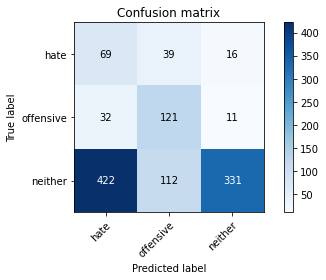 Confusion matrix
hate 69 39 16
offensive 32 121 11
neither 422 112 331
hate offensive neither
True label
Predicted label
400
350
300
250
200
150
100
50